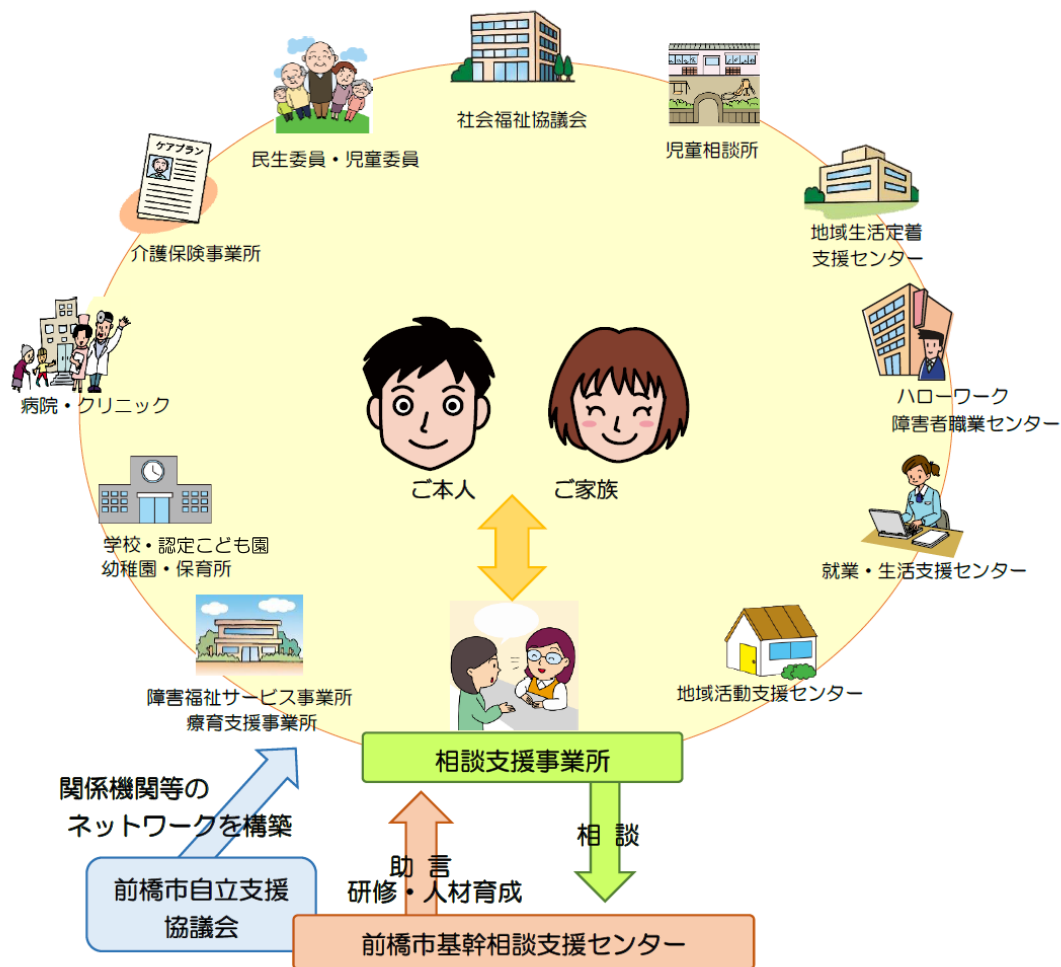 社会福祉協議会
民生委員・児童委員
児童相談所
ケアプラン
介護保険事業所
地域生活定着
支援センター
病院・クリニック
ハローワーク
障害者職業センター
ご本人
ご家族
学校・認定こども園
幼稚園・保育所
就業・生活支援センター
障害福祉サービス事業所
療育支援事業所
地域活動支援センター
相談支援事業所
関係機関等の
ネットワークを構築
相 談
助 言
研修・人材育成
前橋市自立支援
協議会
前橋市基幹相談支援センター